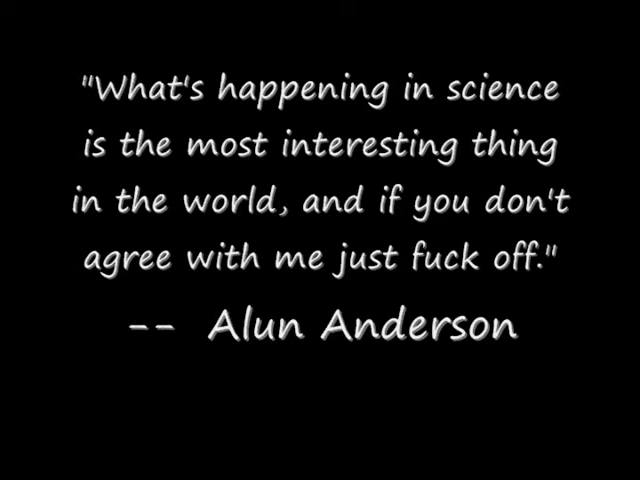 "What's happening in science
is the most interesting thing
in the world, and if you don't
agree with me just fuck off."
-- Alun Anderson